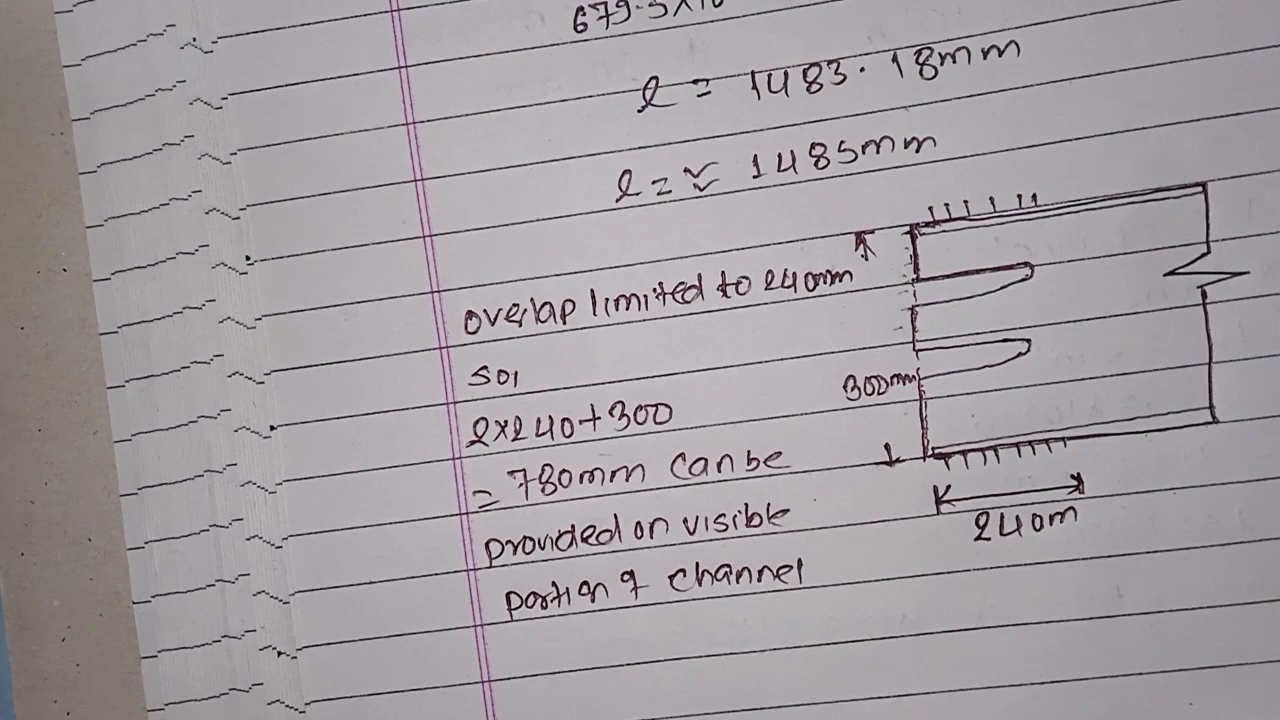 l = 1483.18mm
l = ≈ 1485mm
overlap limited to 240mm
so,
2x240+300
= 780mm can be
provided on visible
portion of channel
300mm
240m